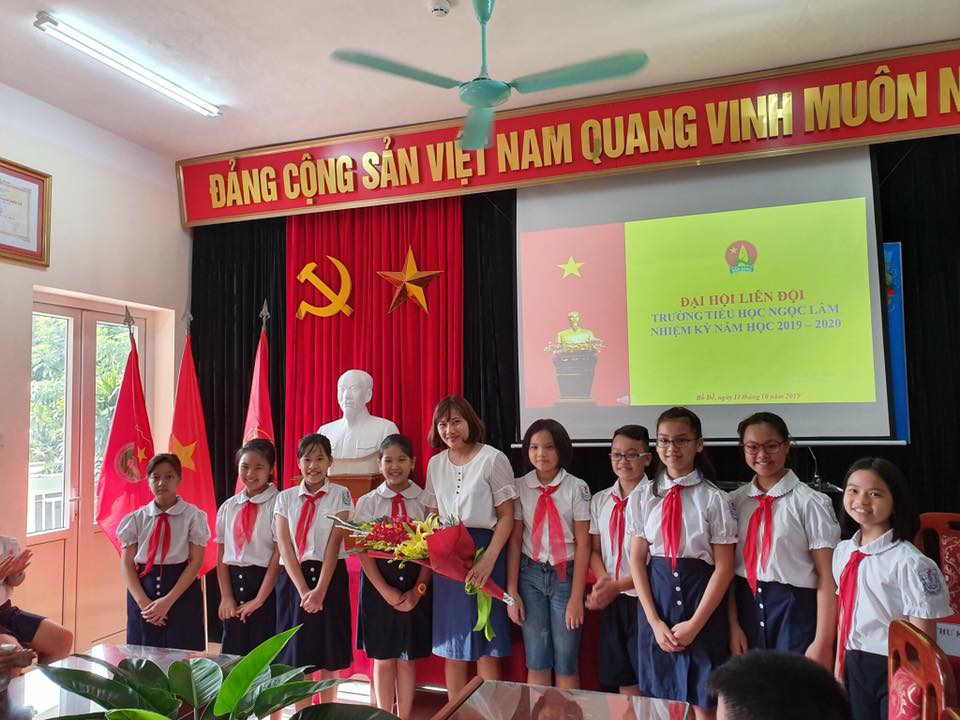 ĐẢNG CỘNG SẢN VIỆT NAM QUANG VINH MUÔN N
ĐẠI HỘI LIÊN ĐỘI
TRƯỜNG TIỂU HỌC NGỌC LÂM
NHIỆM KỲ NĂM HỌC 2019 – 2020
Bồ Đề, ngày 11 tháng 10 năm 2019
THƯ K